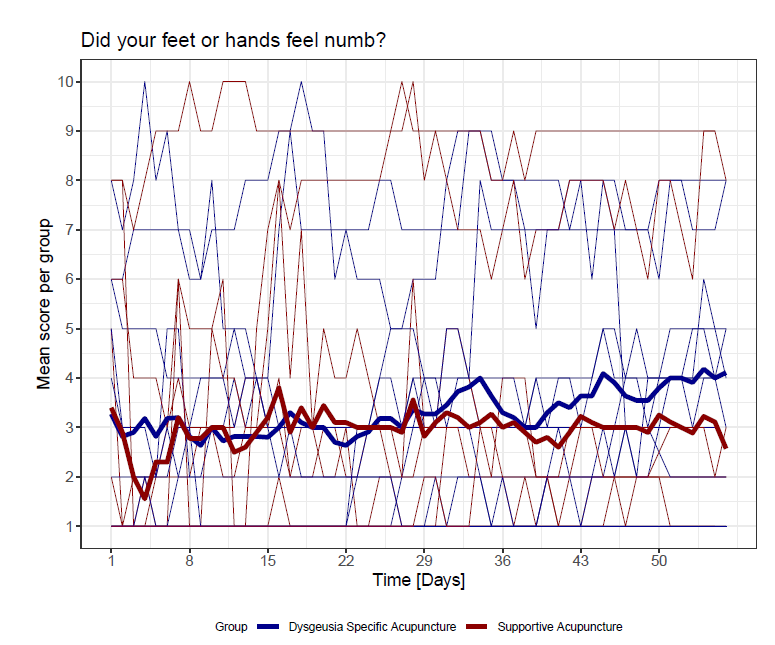 Did your feet or hands feel numb?
10
9
8
7
6
5
4
3
2
1
Mean score per group
1 8 15 22 29 36 43 50
Time [Days]
Group Dysgeusia Specific Acupuncture Supportive Acupuncture